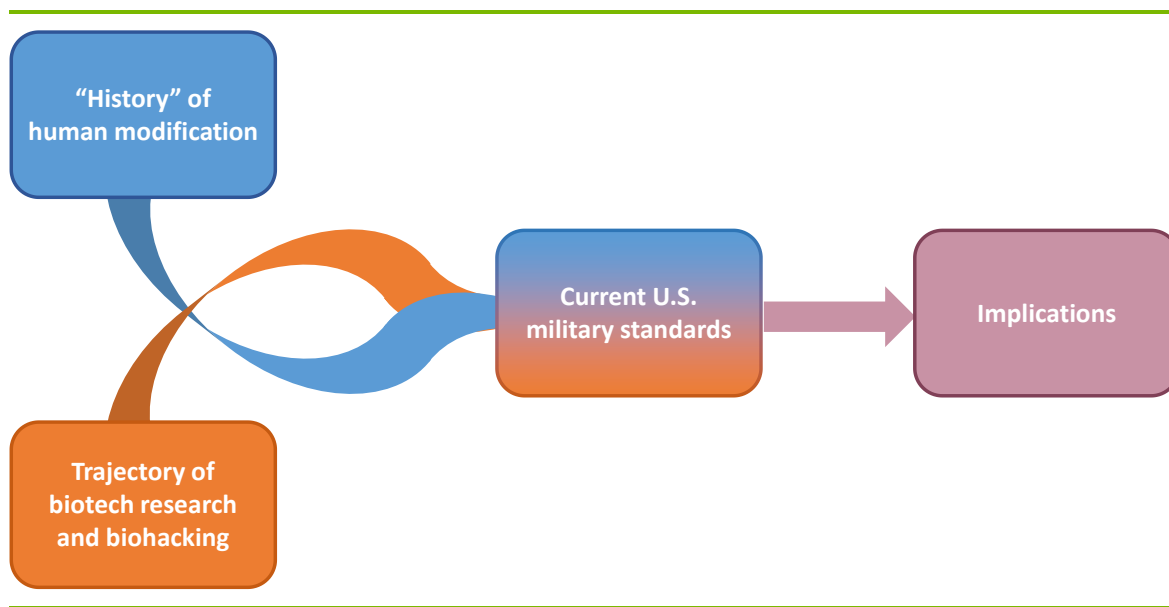 “History” of
human modification
Current U.S.
military standards
Implications
Trajectory of
biotech research
and biohacking